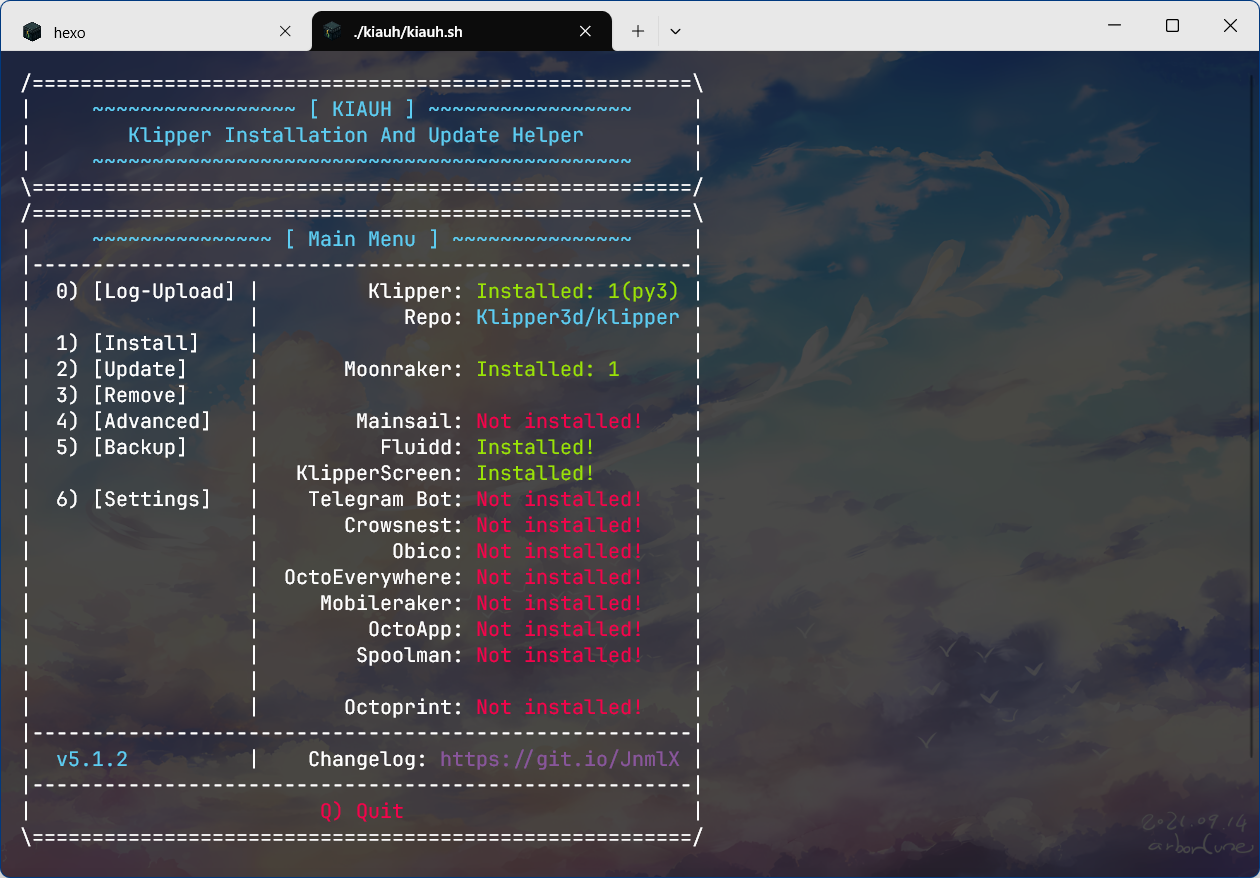 hexo
./kiauh/kiauh.sh
/=======================================================\
|     ~~~~~~~~~~~~~~~~~ [ KIAUH ] ~~~~~~~~~~~~~~~~~     |
|        Klipper Installation And Update Helper         |
|     ~~~~~~~~~~~~~~~~~~~~~~~~~~~~~~~~~~~~~~~~~~~~~     |
\=======================================================/
/=======================================================\
|     ~~~~~~~~~~~~~~~ [ Main Menu ] ~~~~~~~~~~~~~~~     |
|-------------------------------------------------------|
|  0) [Log-Upload] |         Klipper: Installed: 1(py3) |
|                  |            Repo: Klipper3d/klipper |
|  1) [Install]    |                                    |
|  2) [Update]     |       Moonraker: Installed: 1      |
|  3) [Remove]     |                                    |
|  4) [Advanced]   |        Mainsail: Not installed!    |
|  5) [Backup]     |          Fluidd: Installed!        |
|                  |   KlipperScreen: Installed!        |
|  6) [Settings]   |    Telegram Bot: Not installed!    |
|                  |       Crowsnest: Not installed!    |
|                  |           Obico: Not installed!    |
|                  |  OctoEverywhere: Not installed!    |
|                  |     Mobileraker: Not installed!    |
|                  |         OctoApp: Not installed!    |
|                  |        Spoolman: Not installed!    |
|                  |                                    |
|                  |       Octoprint: Not installed!    |
|-------------------------------------------------------|
|  v5.1.2          |    Changelog: https://git.io/JnmlX |
|-------------------------------------------------------|
|                        Q) Quit                        |
\=======================================================/
2021.09.14